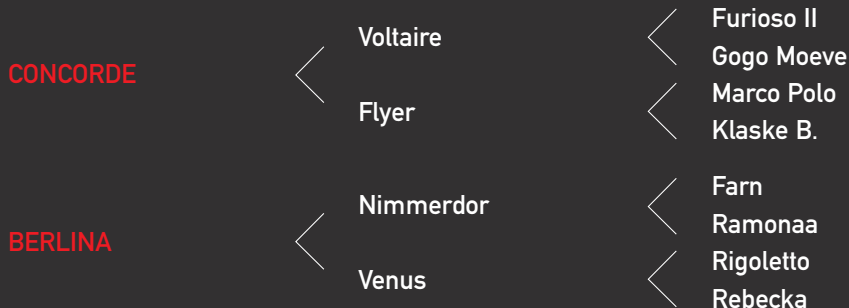 Furioso II
Voltaire
Gogo Moeve
CONCORDE
Marco Polo
Flyer
Klaske B.
Farn
Nimmerdor
Ramonaa
BERLINA
Rigoletto
Venus
Rebecka